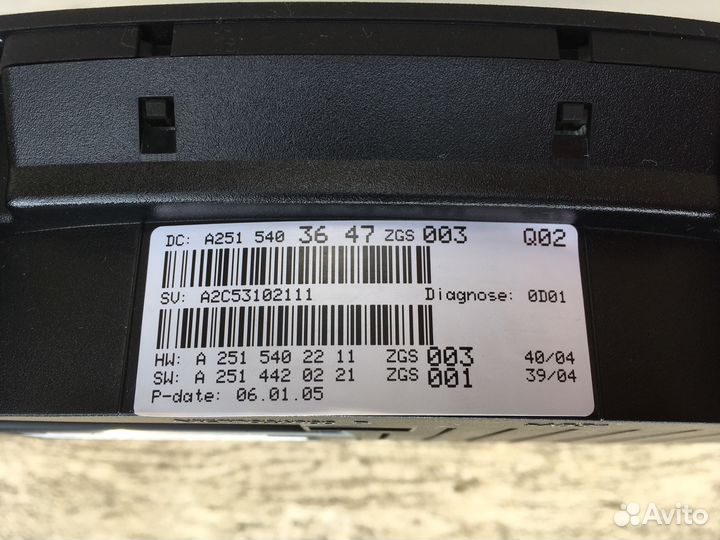 DC: A251 540 36 47 ZGS 003 Q02
SV: A2C53102111 Diagnose: 0D01
HW: A 251 540 22 11 ZGS 003 40/04
SW: A 251 442 02 21 ZGS 001 39/04
P-date: 06.01.05
Avito